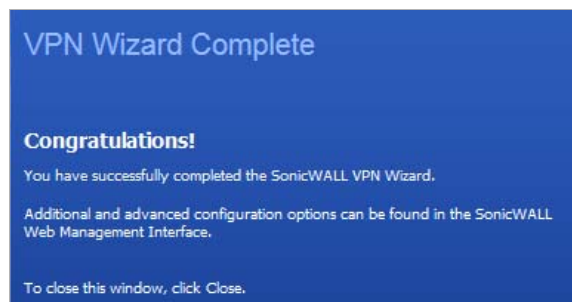 VPN Wizard Complete
Congratulations!
You have successfully completed the SonicWALL VPN Wizard.
Additional and advanced configuration options can be found in the SonicWALL
Web Management Interface.
To close this window, click Close.